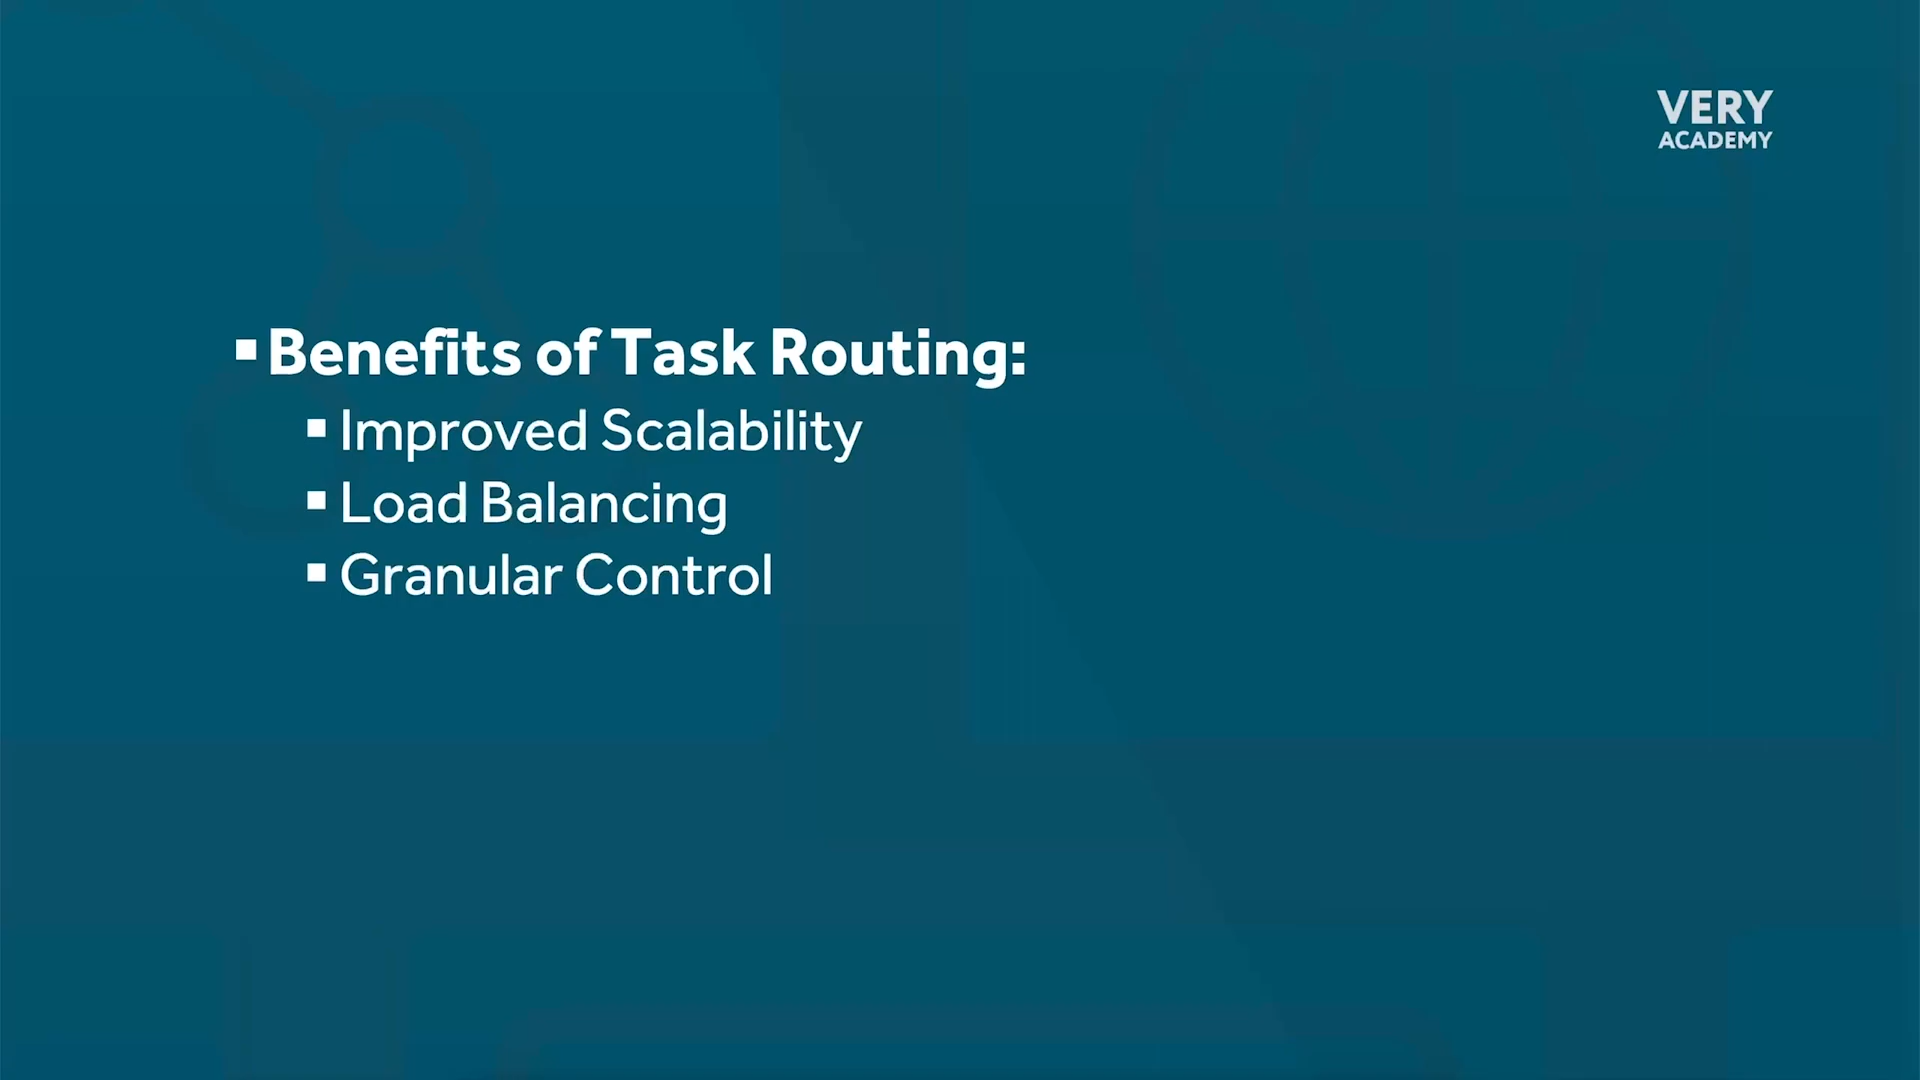 VERY
ACADEMY
▪ Benefits of Task Routing:
▪ Improved Scalability
▪ Load Balancing
▪ Granular Control